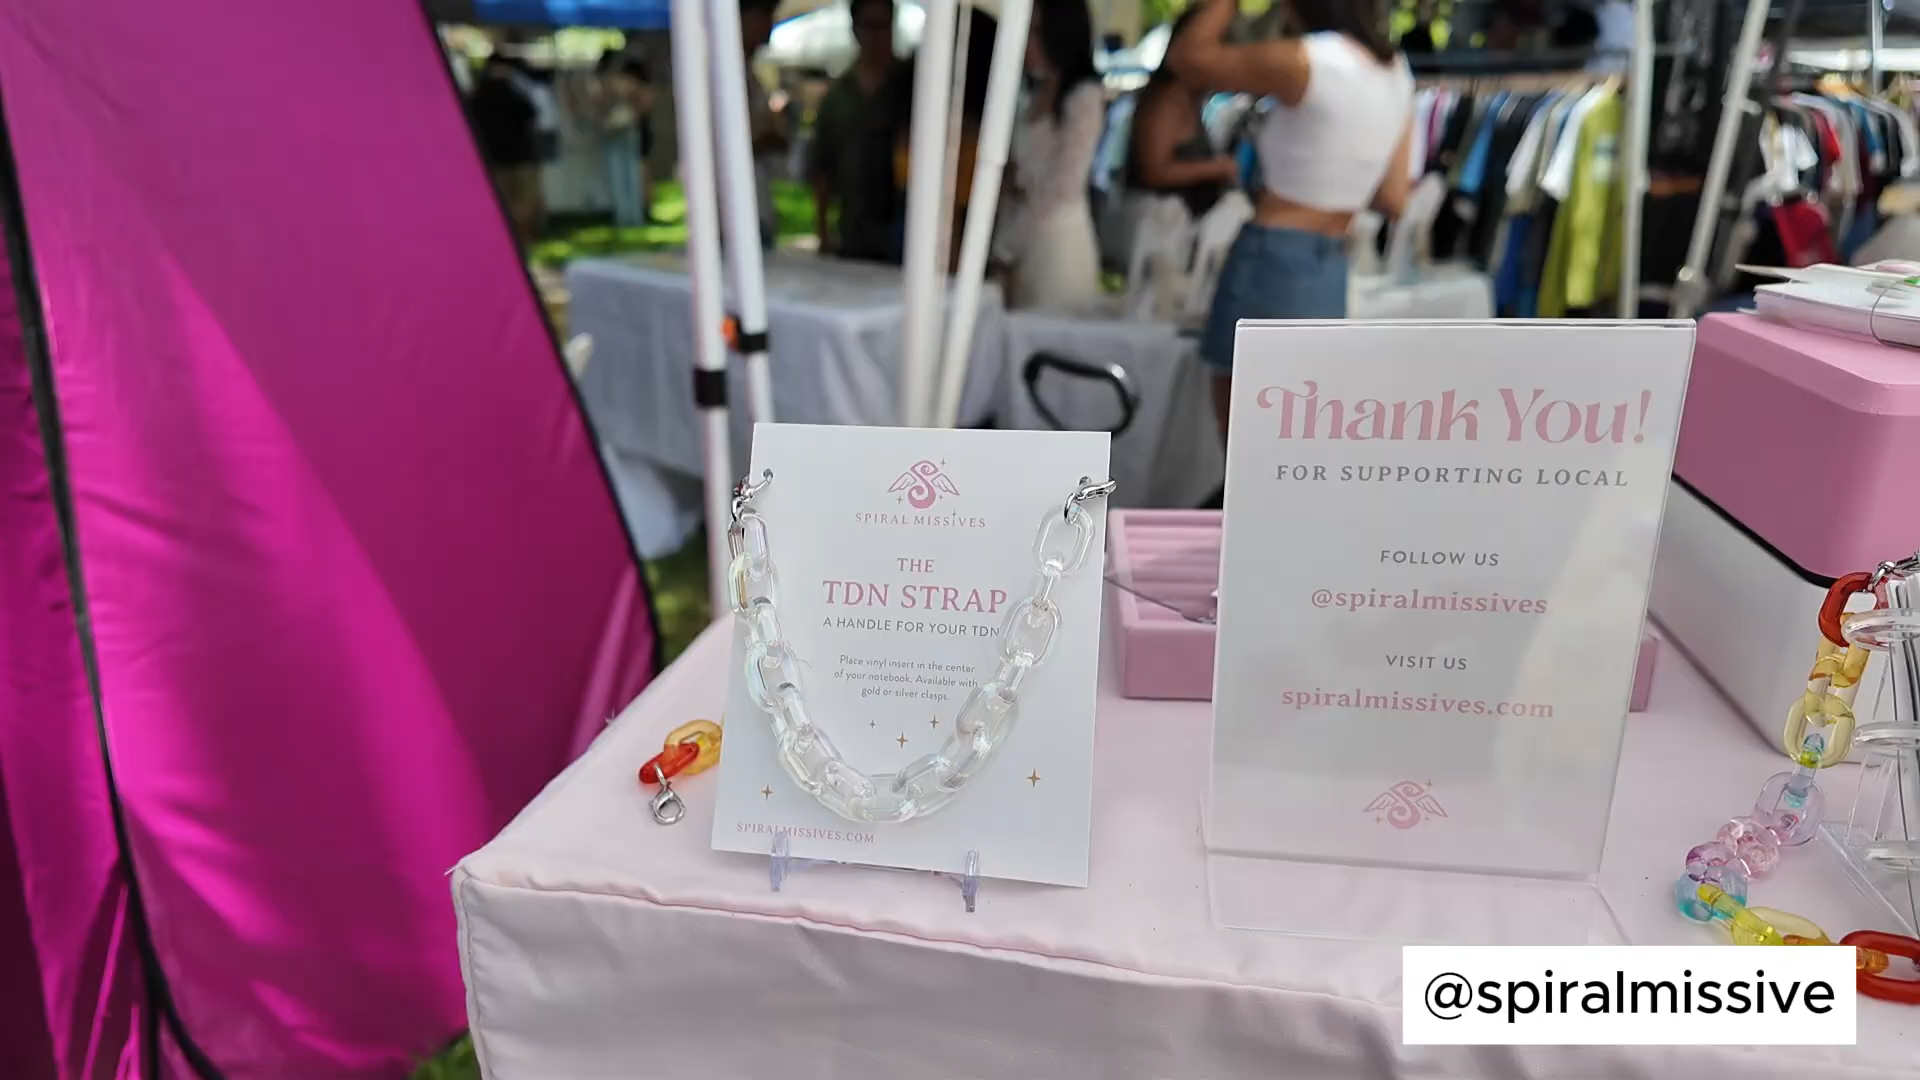 SPIRAL MISSIVES
THE
TDN STRAP
A HANDLE FOR YOUR TDN
Place vinyl insert in the center
of your notebook. Available with
gold or silver clasps.
SPIRALMISSIVES.COM
Thank You!
FOR SUPPORTING LOCAL
FOLLOW US
@spiralmissives
VISIT US
spiralmissives.com
@spiralmissive